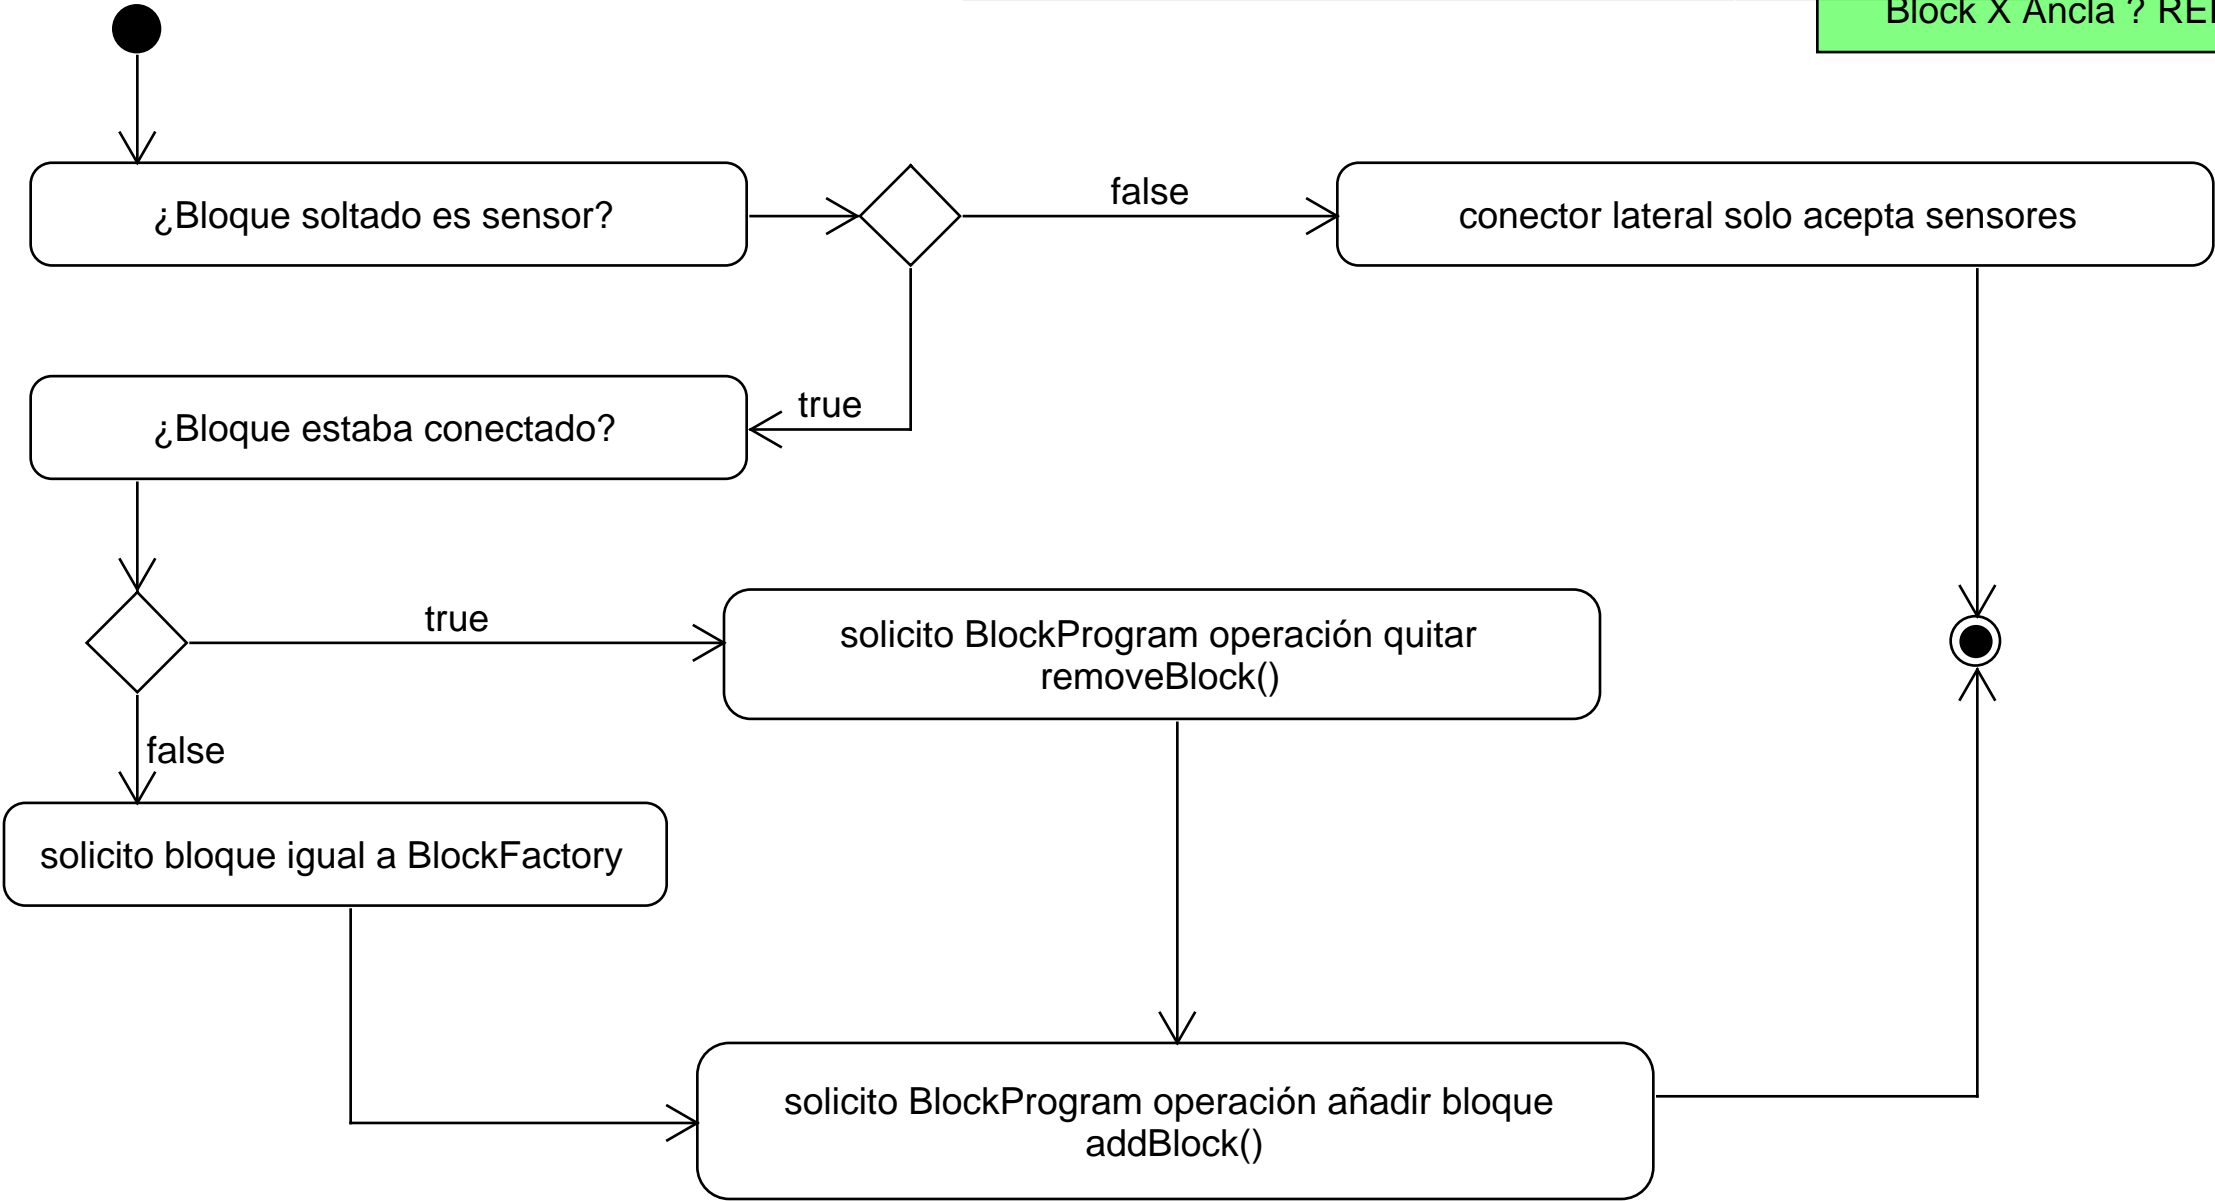 Block X Ancla ?
¿Bloque soltado es sensor?
false
conector lateral solo acepta sensores
¿Bloque estaba conectado?
true
true
solicito BlockProgram operación quitar
removeBlock()
false
solicito bloque igual a BlockFactory
solicito BlockProgram operación añadir bloque
addBlock()